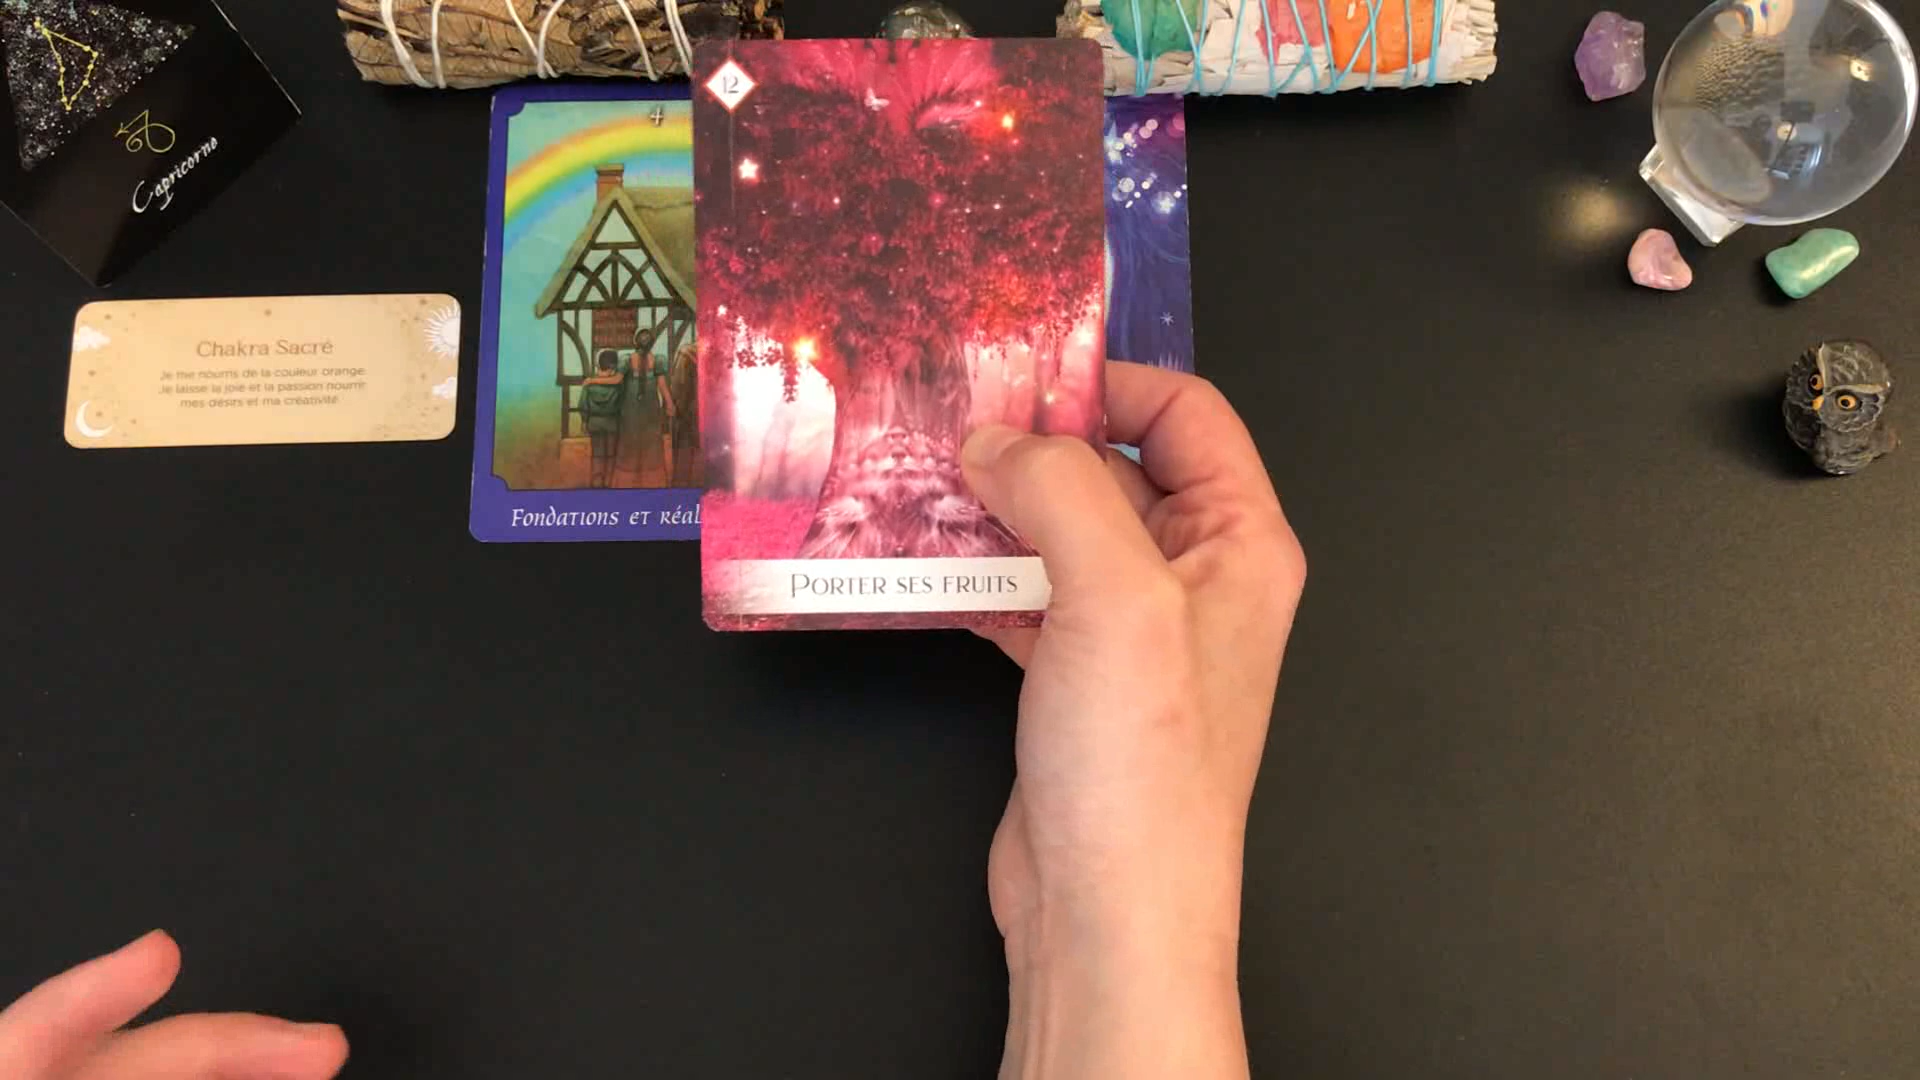 Capricorne
Chakra Sacré
Je me nourris de la couleur orange.
Je laisse la joie et la passion nourrir
mes désirs et ma créativité.
4
Fondations et réal
12
Porter ses fruits